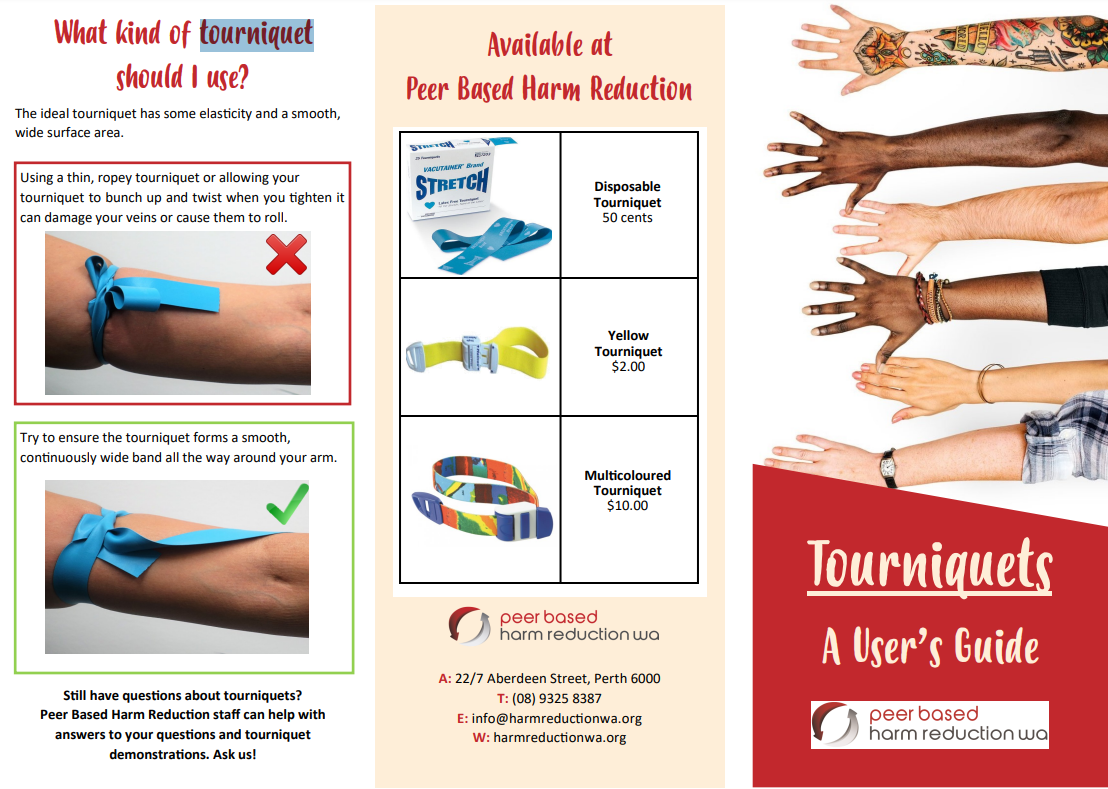 What kind of tourniquet
should I use?
The ideal tourniquet has some elasticity and a smooth,
wide surface area.
Using a thin, ropey tourniquet or allowing your
tourniquet to bunch up and twist when you tighten it
can damage your veins or cause them to roll.
Try to ensure the tourniquet forms a smooth,
continuously wide band all the way around your arm.
Still have questions about tourniquets?
Peer Based Harm Reduction staff can help with
answers to your questions and tourniquet
demonstrations. Ask us!
Available at
Peer Based Harm Reduction
STRETCH
VACUTAINER® Brand
STRETCH
Latex Free Tourniquet
Disposable
Tourniquet
50 cents
Yellow
Tourniquet
$2.00
Multicoloured
Tourniquet
$10.00
peer based
harm reduction wa
A: 22/7 Aberdeen Street, Perth 6000
T: (08) 9325 8387
E: info@harmreductionwa.org
W: harmreductionwa.org
Tourniquets
A User's Guide
peer based
harm reduction wa